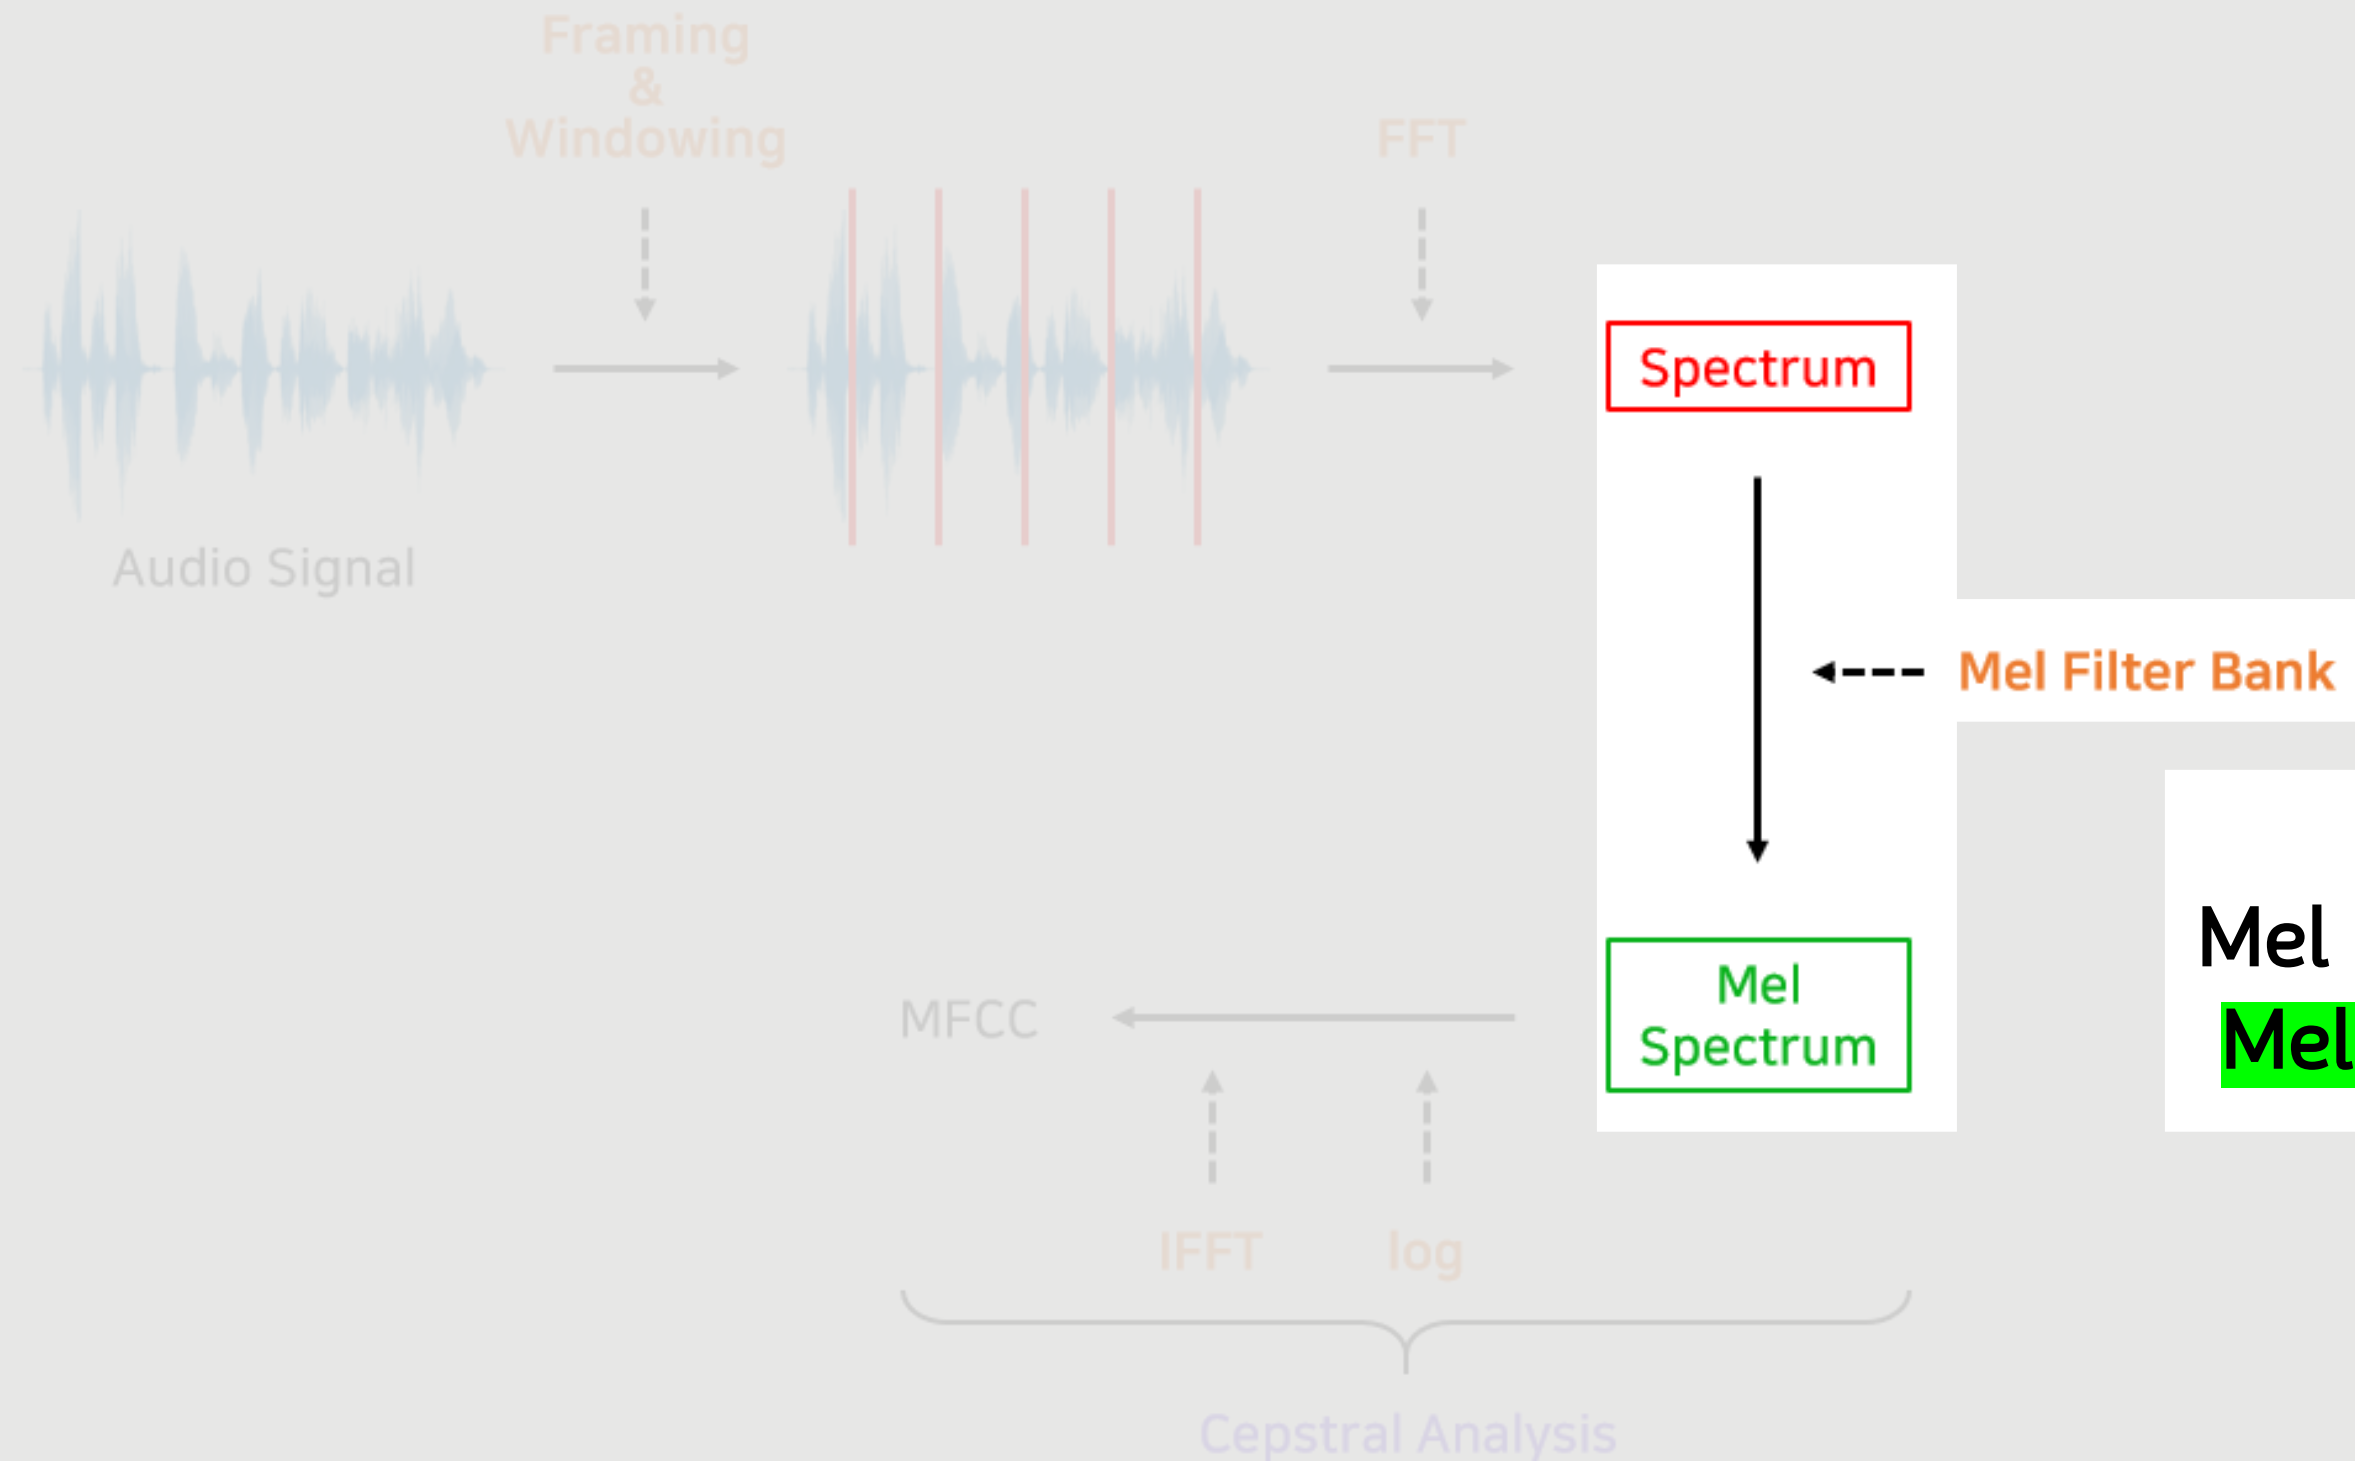 Framing
&
Windowing
FFT
Spectrum
Audio Signal
Mel Filter Bank
Mel
Mel
Mel
Spectrum
MFCC
IFFT
log
Cepstral Analysis